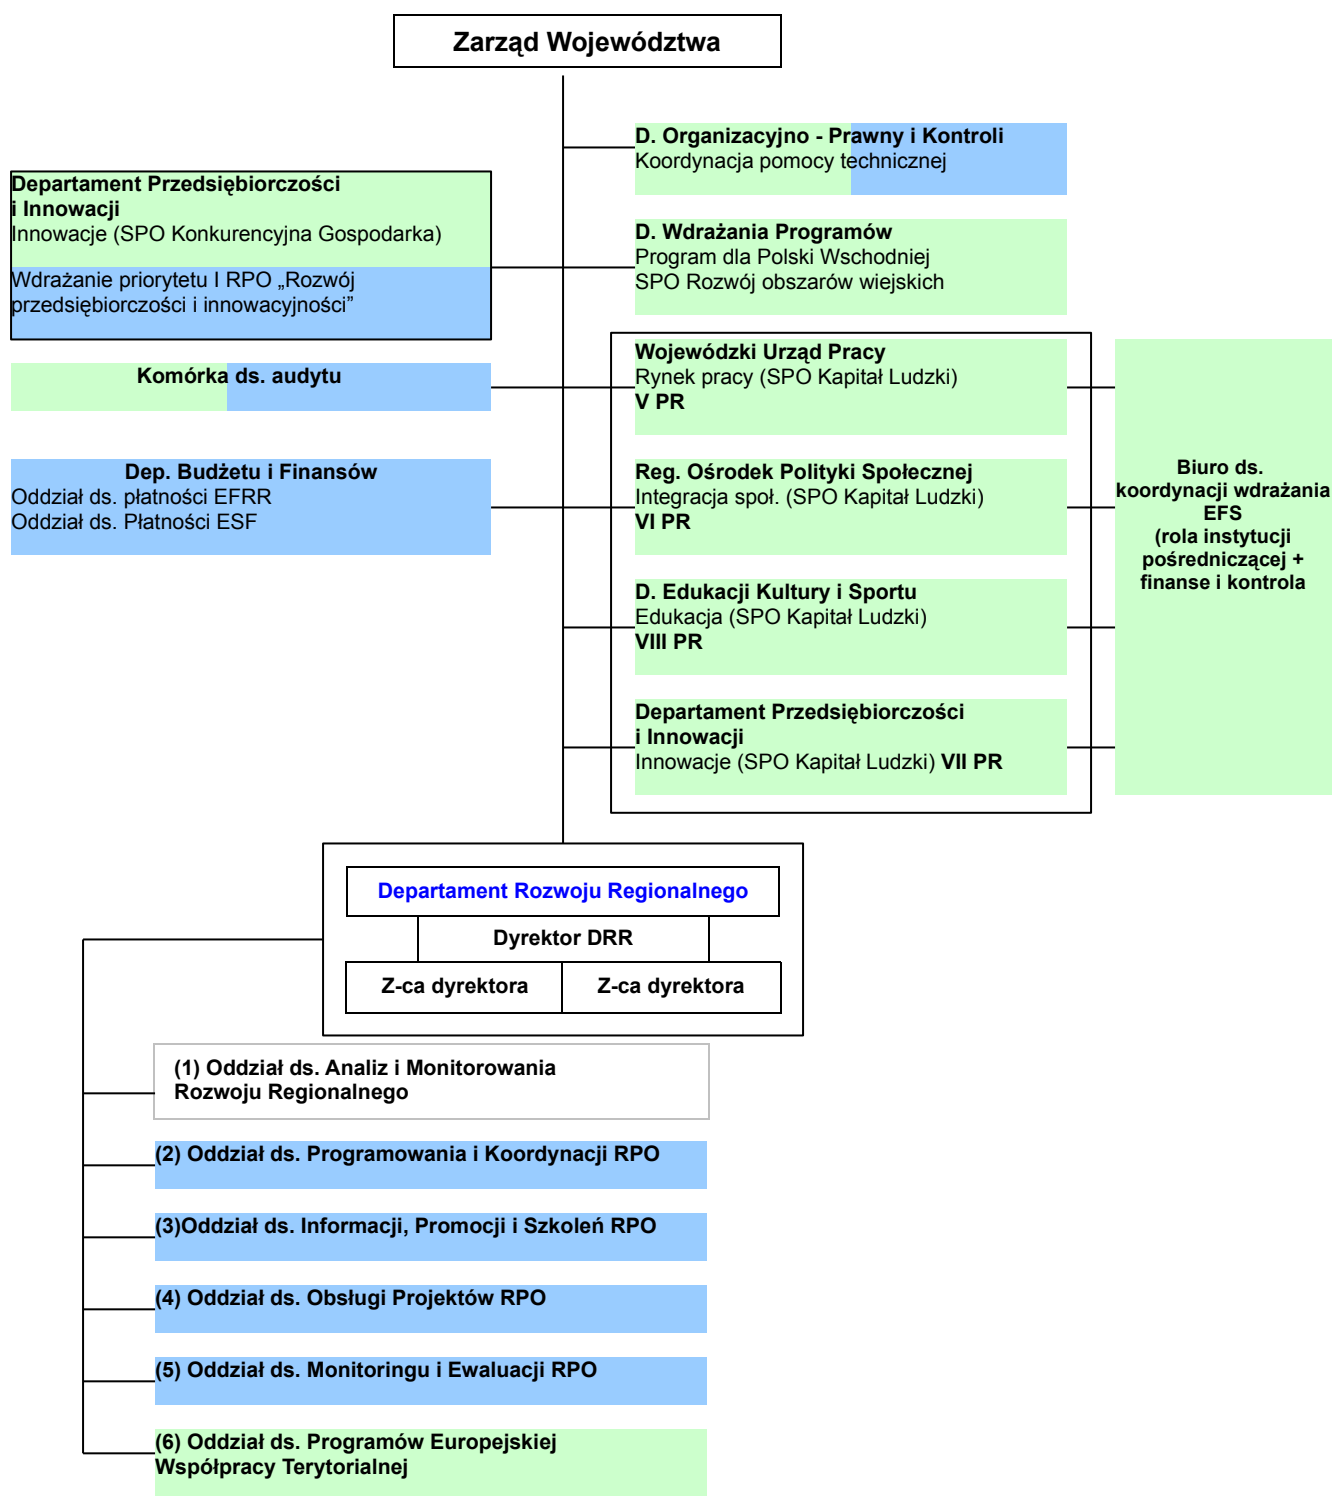 Zarząd Województwa
D. Organizacyjno - Prawny i Kontroli
Koordynacja pomocy technicznej
Departament Przedsiębiorczości
i Innowacji
Innowacje (SPO Konkurencyjna Gospodarka)
Wdrażanie priorytetu I RPO „Rozwój
przedsiębiorczości i innowacyjności”
D. Wdrażania Programów
Program dla Polski Wschodniej
SPO Rozwój obszarów wiejskich
Komórka ds. audytu
Wojewódzki Urząd Pracy
Rynek pracy (SPO Kapitał Ludzki)
V PR
Dep. Budżetu i Finansów
Oddział ds. płatności EFRR
Oddział ds. Płatności ESF
Reg. Ośrodek Polityki Społecznej
Integracja społ. (SPO Kapitał Ludzki)
VI PR
D. Edukacji Kultury i Sportu
Edukacja (SPO Kapitał Ludzki)
VIII PR
Departament Przedsiębiorczości
i Innowacji
Innowacje (SPO Kapitał Ludzki) VII PR
Biuro ds.
koordynacji wdrażania
EFS
(rola instytucji
pośredniczącej +
finanse i kontrola
Departament Rozwoju Regionalnego
Dyrektor DRR
Z-ca dyrektora
Z-ca dyrektora
(1) Oddział ds. Analiz i Monitorowania
Rozwoju Regionalnego
(2) Oddział ds. Programowania i Koordynacji RPO
(3)Oddział ds. Informacji, Promocji i Szkoleń RPO
(4) Oddział ds. Obsługi Projektów RPO
(5) Oddział ds. Monitoringu i Ewaluacji RPO
(6) Oddział ds. Programów Europejskiej
Współpracy Terytorialnej